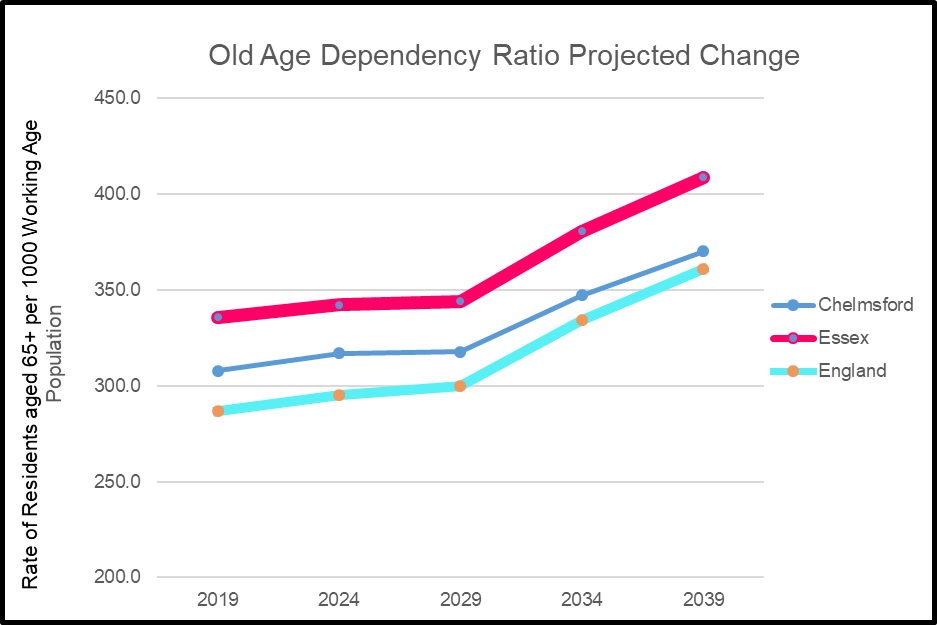 Old Age Dependency Ratio Projected Change
Rate of Residents aged 65+ per 1000 Working Age
Population
450.0
400.0
350.0
300.0
250.0
200.0
2019 2024 2029 2034 2039
Chelmsford
Essex
England